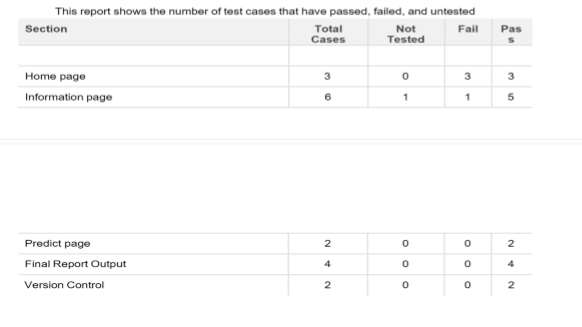 This report shows the number of test cases that have passed, failed, and untested
Section Total Cases Not Tested Fail Pas s
Home page 3 0 3 3
Information page 6 1 1 5
Predict page 2 0 0 2
Final Report Output 4 0 0 4
Version Control 2 0 0 2